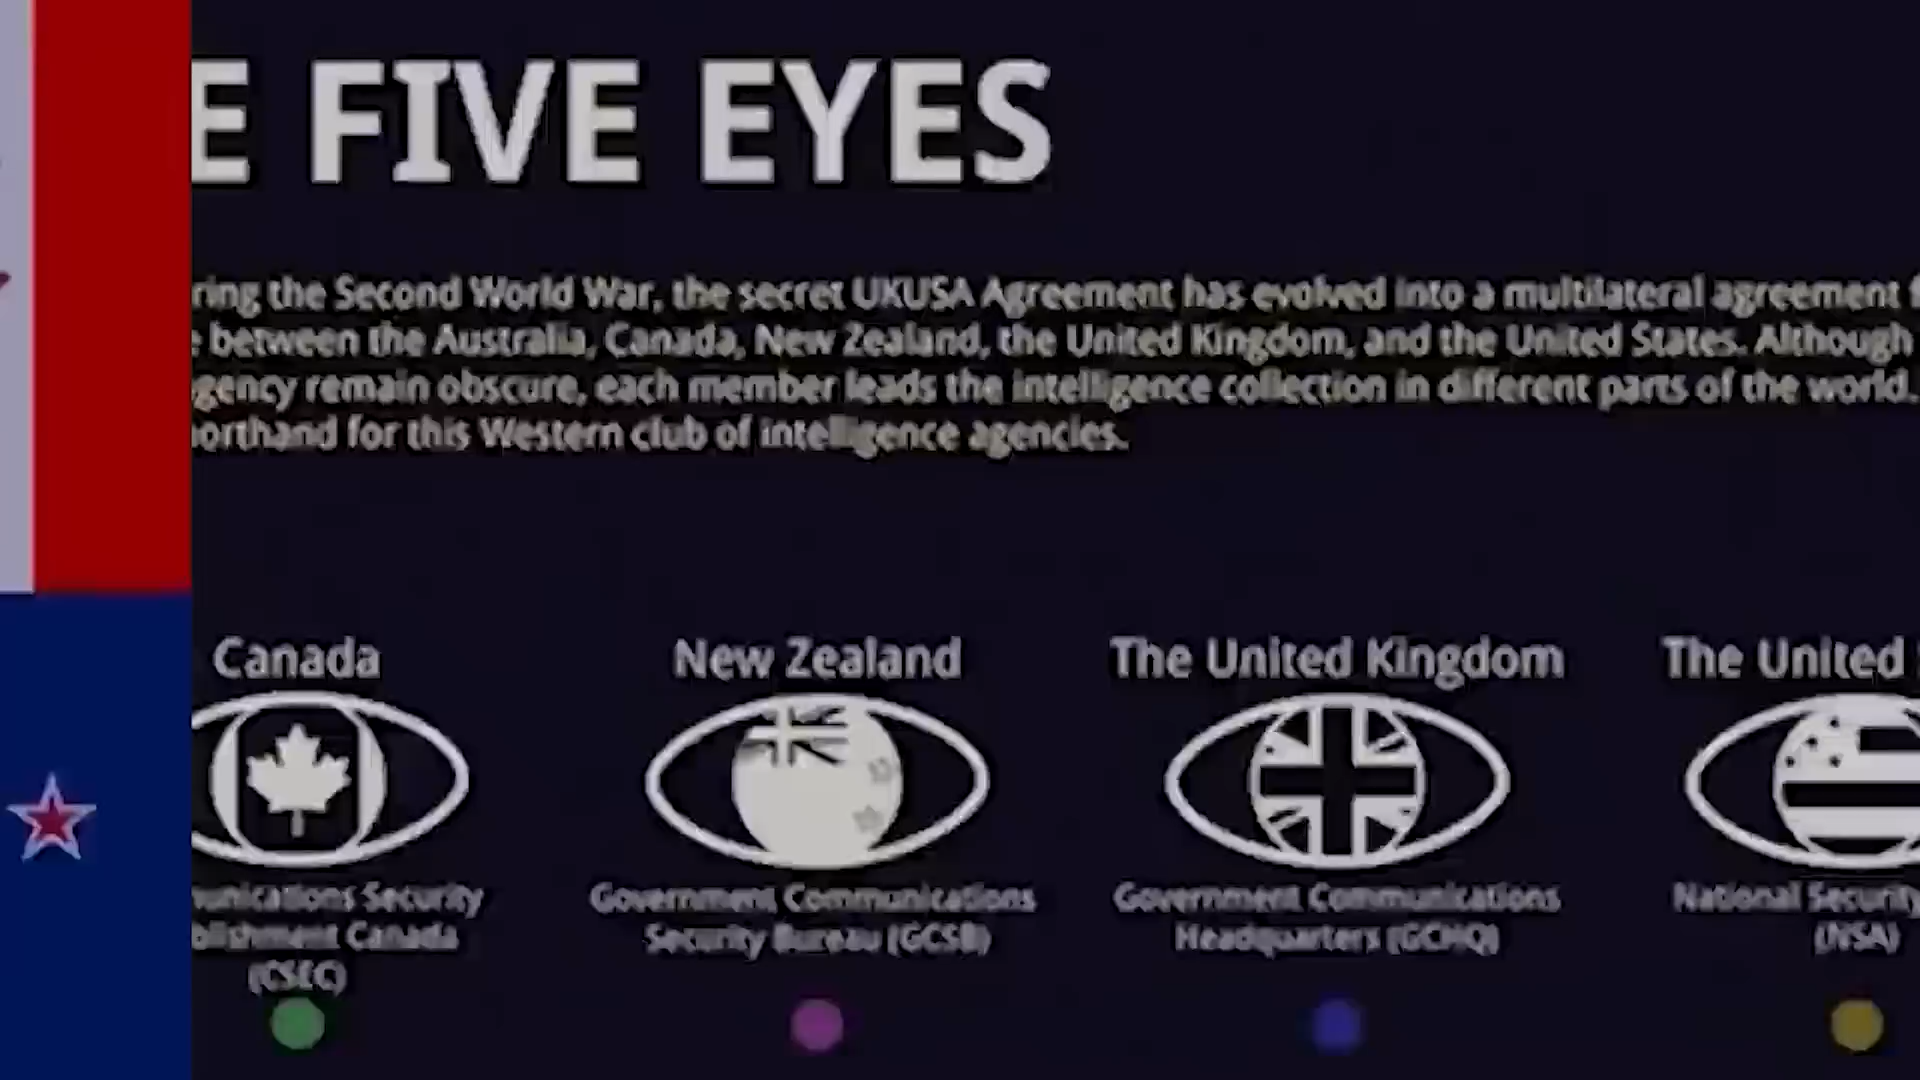 E FIVE EYES
ring the Second World War, the secret UKUSA Agreement has evolved into a multilateral agreement f
e between the Australia, Canada, New Zealand, the United Kingdom, and the United States. Although
gency remain obscure, each member leads the intelligence collection in different parts of the world.
orthand for this Western club of intelligence agencies.
Canada
New Zealand
The United Kingdom
The United
unications Security
blishment Canada
(CSEC)
Government Communications
Security Bureau (GCSB)
Government Communications
Headquarters (GCHQ)
National Security
(NSA)